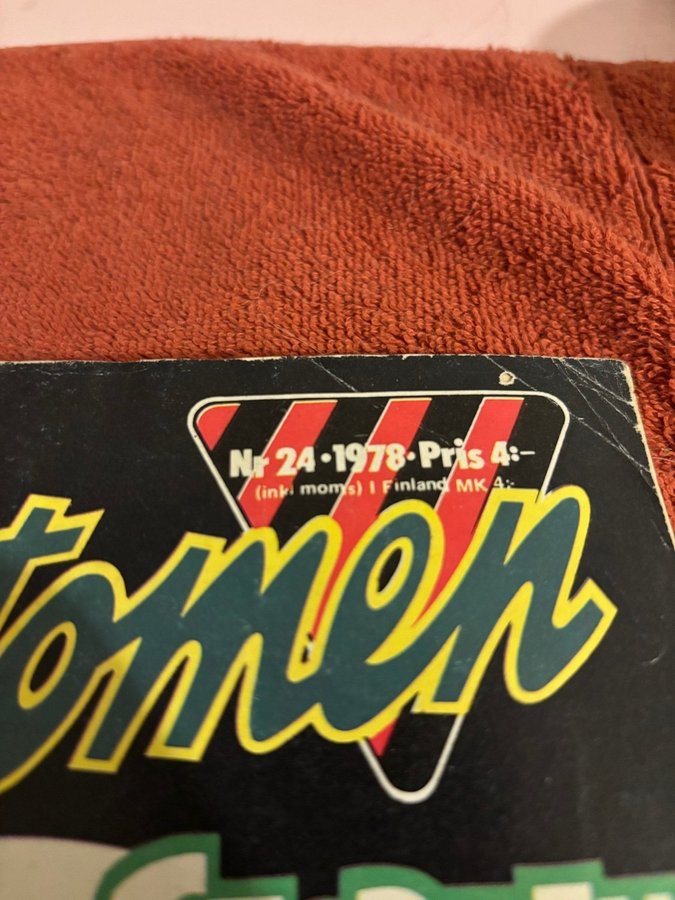 Nr 24 • 1978 • Pris 4:-
(inkl moms) I Finland MK 4:-
tomen